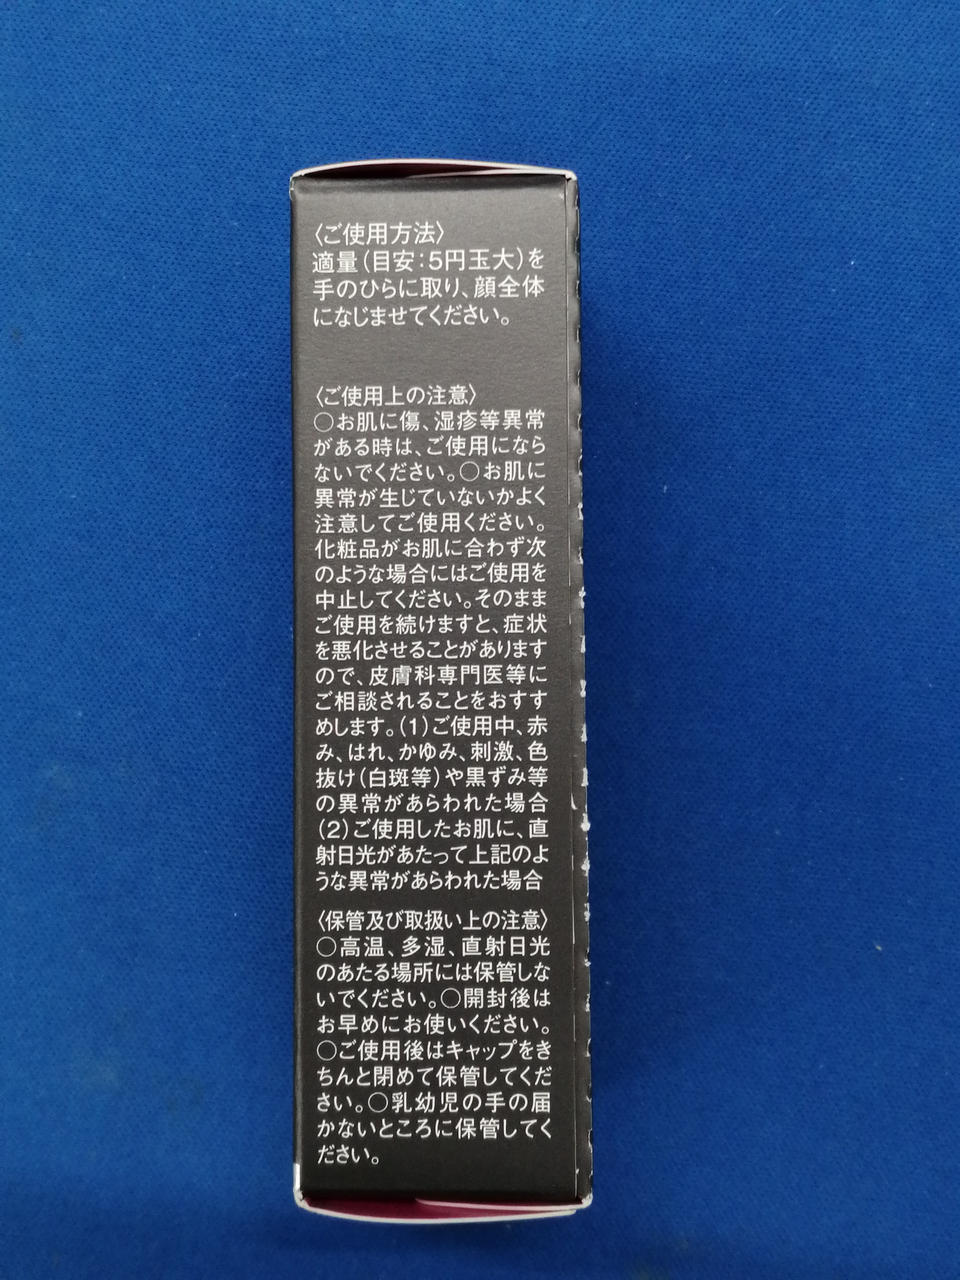 〈ご使用方法〉
適量(目安:5円玉大)を
手のひらに取り、顔全体
になじませてください。
〈ご使用上の注意〉
○お肌に傷、湿疹等異常
がある時は、ご使用になら
ないでください。○お肌に
異常が生じていないかよく
注意してご使用ください。
化粧品がお肌に合わず次
のような場合にはご使用を
中止してください。そのまま
ご使用を続けますと、症状
を悪化させることがあります
ので、皮膚科専門医等に
ご相談されることをおすす
めします。(1)ご使用中、赤
み、はれ、かゆみ、刺激、色
抜け(白斑等)や黒ずみ等
の異常があらわれた場合
(2)ご使用したお肌に、直
射日光があたって上記のよ
うな異常があらわれた場合
〈保管及び取扱い上の注意〉
○高温、多湿、直射日光
のあたる場所には保管しな
いでください。○開封後は
お早めにお使いください。
○ご使用後はキャップをき
ちんと閉めて保管してくだ
さい。○乳幼児の手の届
かないところに保管してく
ださい。